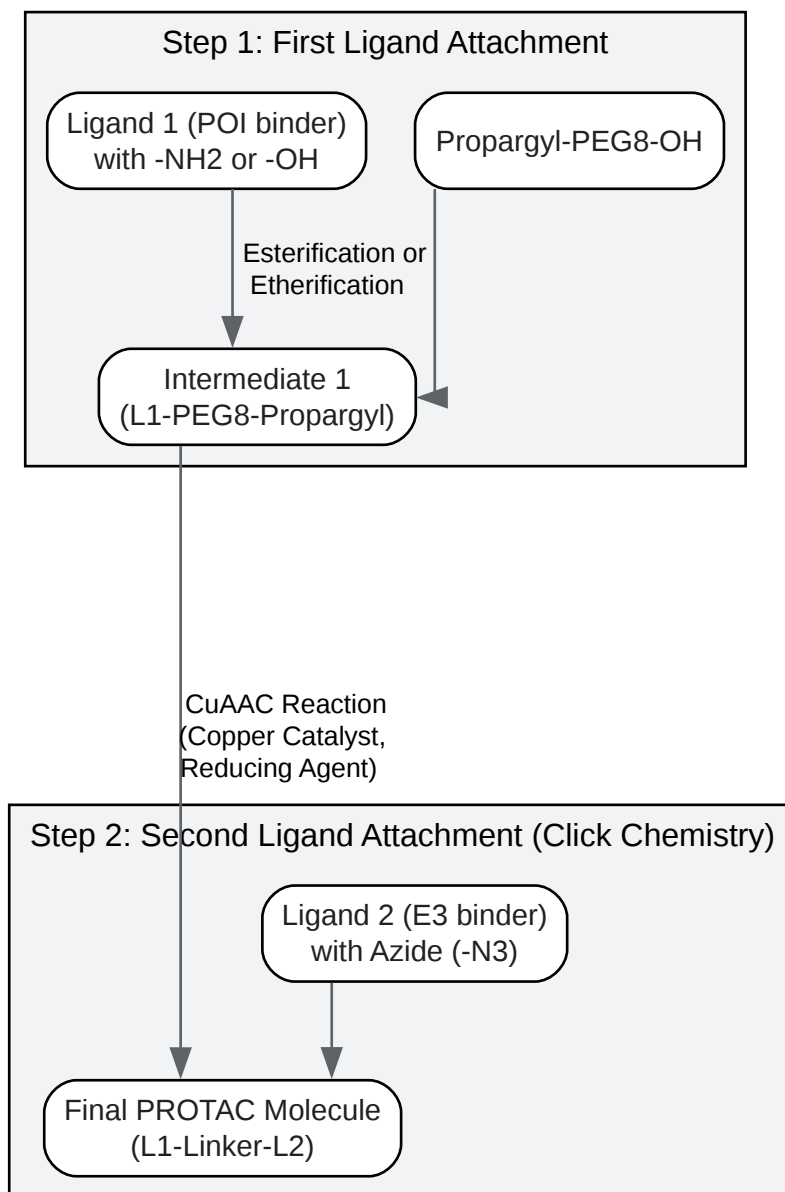 Step 1: First Ligand Attachment
Ligand 1 (POI binder)
with -NH2 or -OH
Propargyl-PEG8-OH
Esterification or
Etherification
Intermediate 1
(L1-PEG8-Propargyl)
CuAAC Reaction
(Copper Catalyst,
Reducing Agent)
Step 2: Second Ligand Attachment (Click Chemistry)
Ligand 2 (E3 binder)
with Azide (-N3)
Final PROTAC Molecule
(L1-Linker-L2)